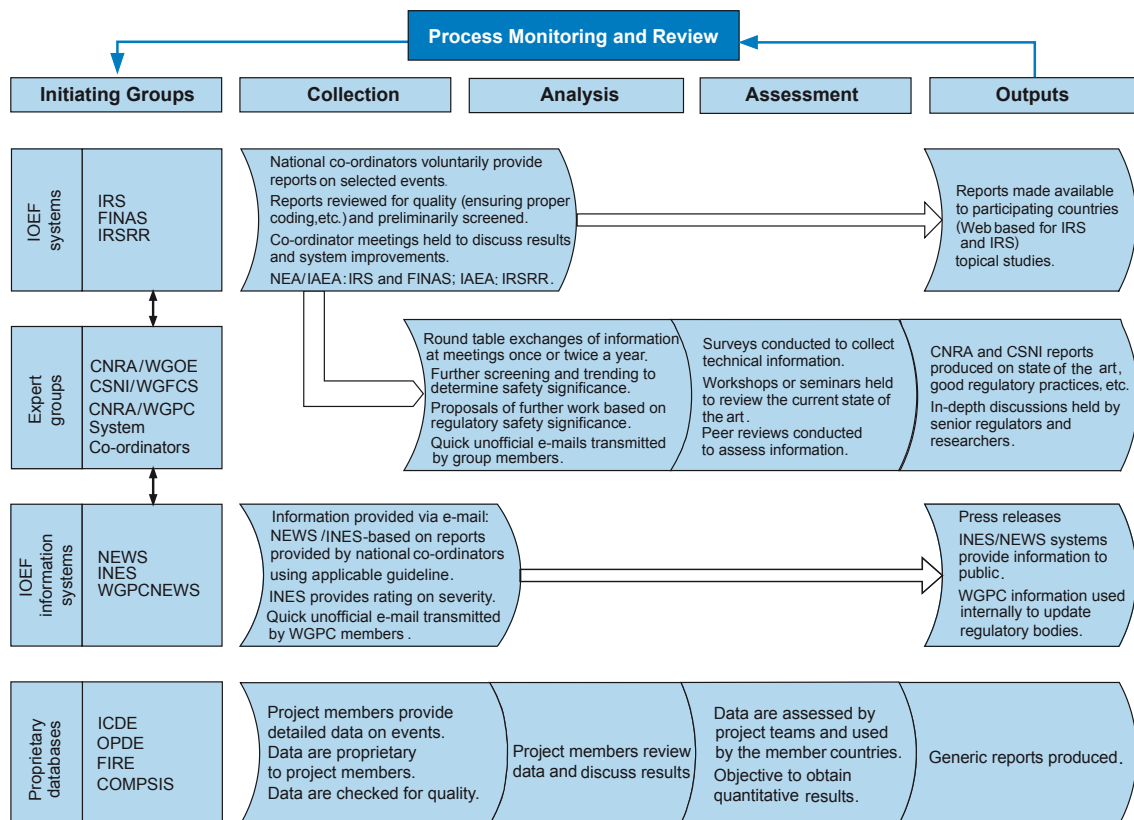 Process Monitoring and Review
Initiating Groups
Collection
Analysis
Assessment
Outputs
IOEF
systems
IRS
FINAS
IRSRR
National co-ordinators voluntarily provide
reports on selected events.
Reports reviewed for quality (ensuring proper
coding,etc.) and preliminarily screened.
Co-ordinator meetings held to discuss results
and system improvements.
NEA/IAEA: IRS and FINAS; IAEA: IRSRR.
Reports made available
to participating countries
(Web based for IRS
and IRS)
topical studies.
Expert
groups
CNRA/WGOE
CSNI/WGFCS
CNRA/WGPC
System
Co-ordinators
Round table exchanges of information
at meetings once or twice a year.
Further screening and trending to
determine safety significance.
Proposals of further work based on
regulatory safety significance.
Quick unofficial e-mails transmitted
by group members.
Surveys conducted to collect
technical information.
Workshops or seminars held
to review the current state of
the art.
Peer reviews conducted
to assess information.
CNRA and CSNI reports
produced on state of the art,
good regulatory practices, etc.
In-depth discussions held by
senior regulators and
researchers.
IOEF
information
systems
NEWS
INES
WGPCNEWS
Information provided via e-mail:
NEWS /INES-based on reports
provided by national co-ordinators
using applicable guideline.
INES provides rating on severity.
Quick unofficial e-mail transmitted
by WGPC members .
Press releases
INES/NEWS systems
provide information to
public.
WGPC information used
internally to update
regulatory bodies.
Proprietary
databases
ICDE
OPDE
FIRE
COMPSIS
Project members provide
detailed data on events.
Data are proprietary
to project members.
Data are checked for quality.
Project members review
data and discuss results
Data are assessed by
project teams and used
by the member countries.
Objective to obtain
quantitative results.
Generic reports produced.